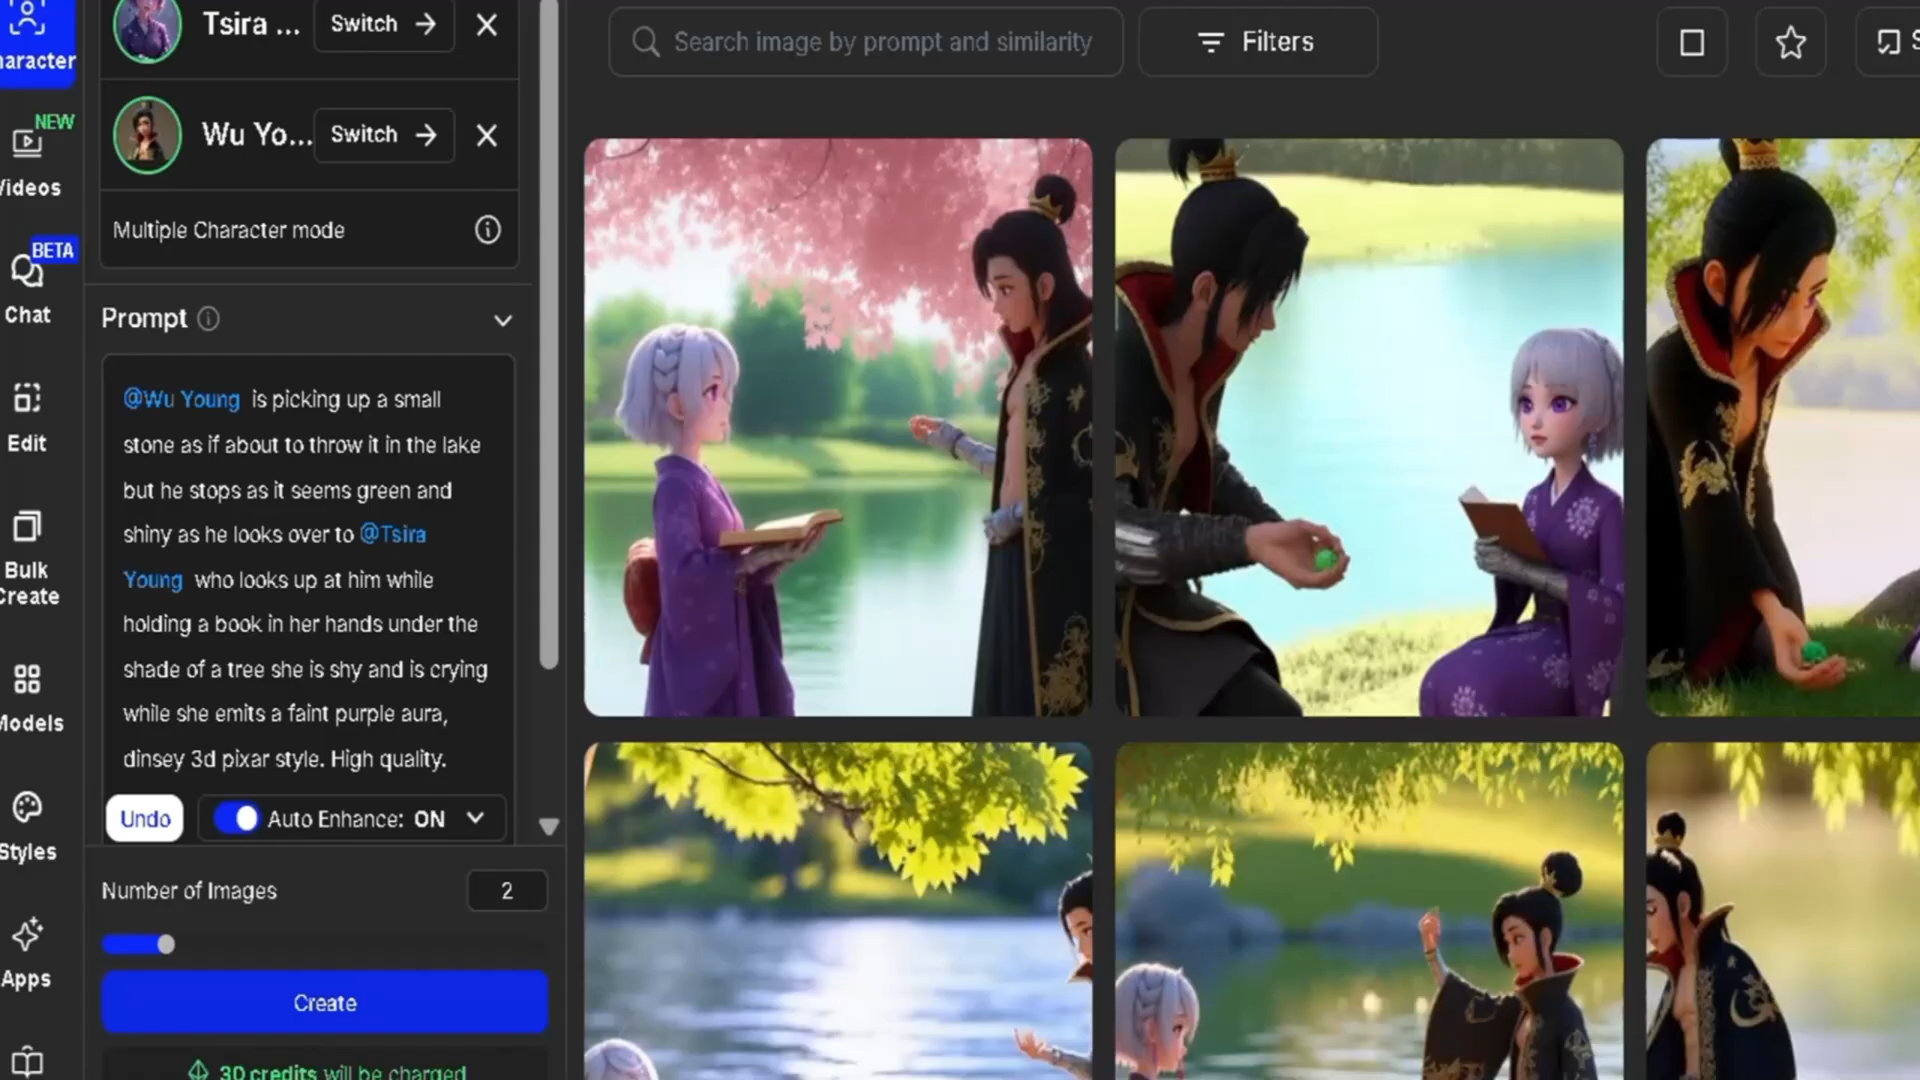 Tsira ...
Switch →
Search image by prompt and similarity
Filters
Wu Yo...
Switch →
NEW
Videos
Multiple Character mode
BETA
Chat
Prompt
@Wu Young is picking up a small
stone as if about to throw it in the lake
but he stops as it seems green and
shiny as he looks over to @Tsira
Young who looks up at him while
holding a book in her hands under the
shade of a tree she is shy and is crying
while she emits a faint purple aura,
dinsey 3d pixar style. High quality.
Edit
Bulk
Create
Models
Undo
Auto Enhance: ON
Styles
Number of Images
2
Apps
Create
30 credits will be charged